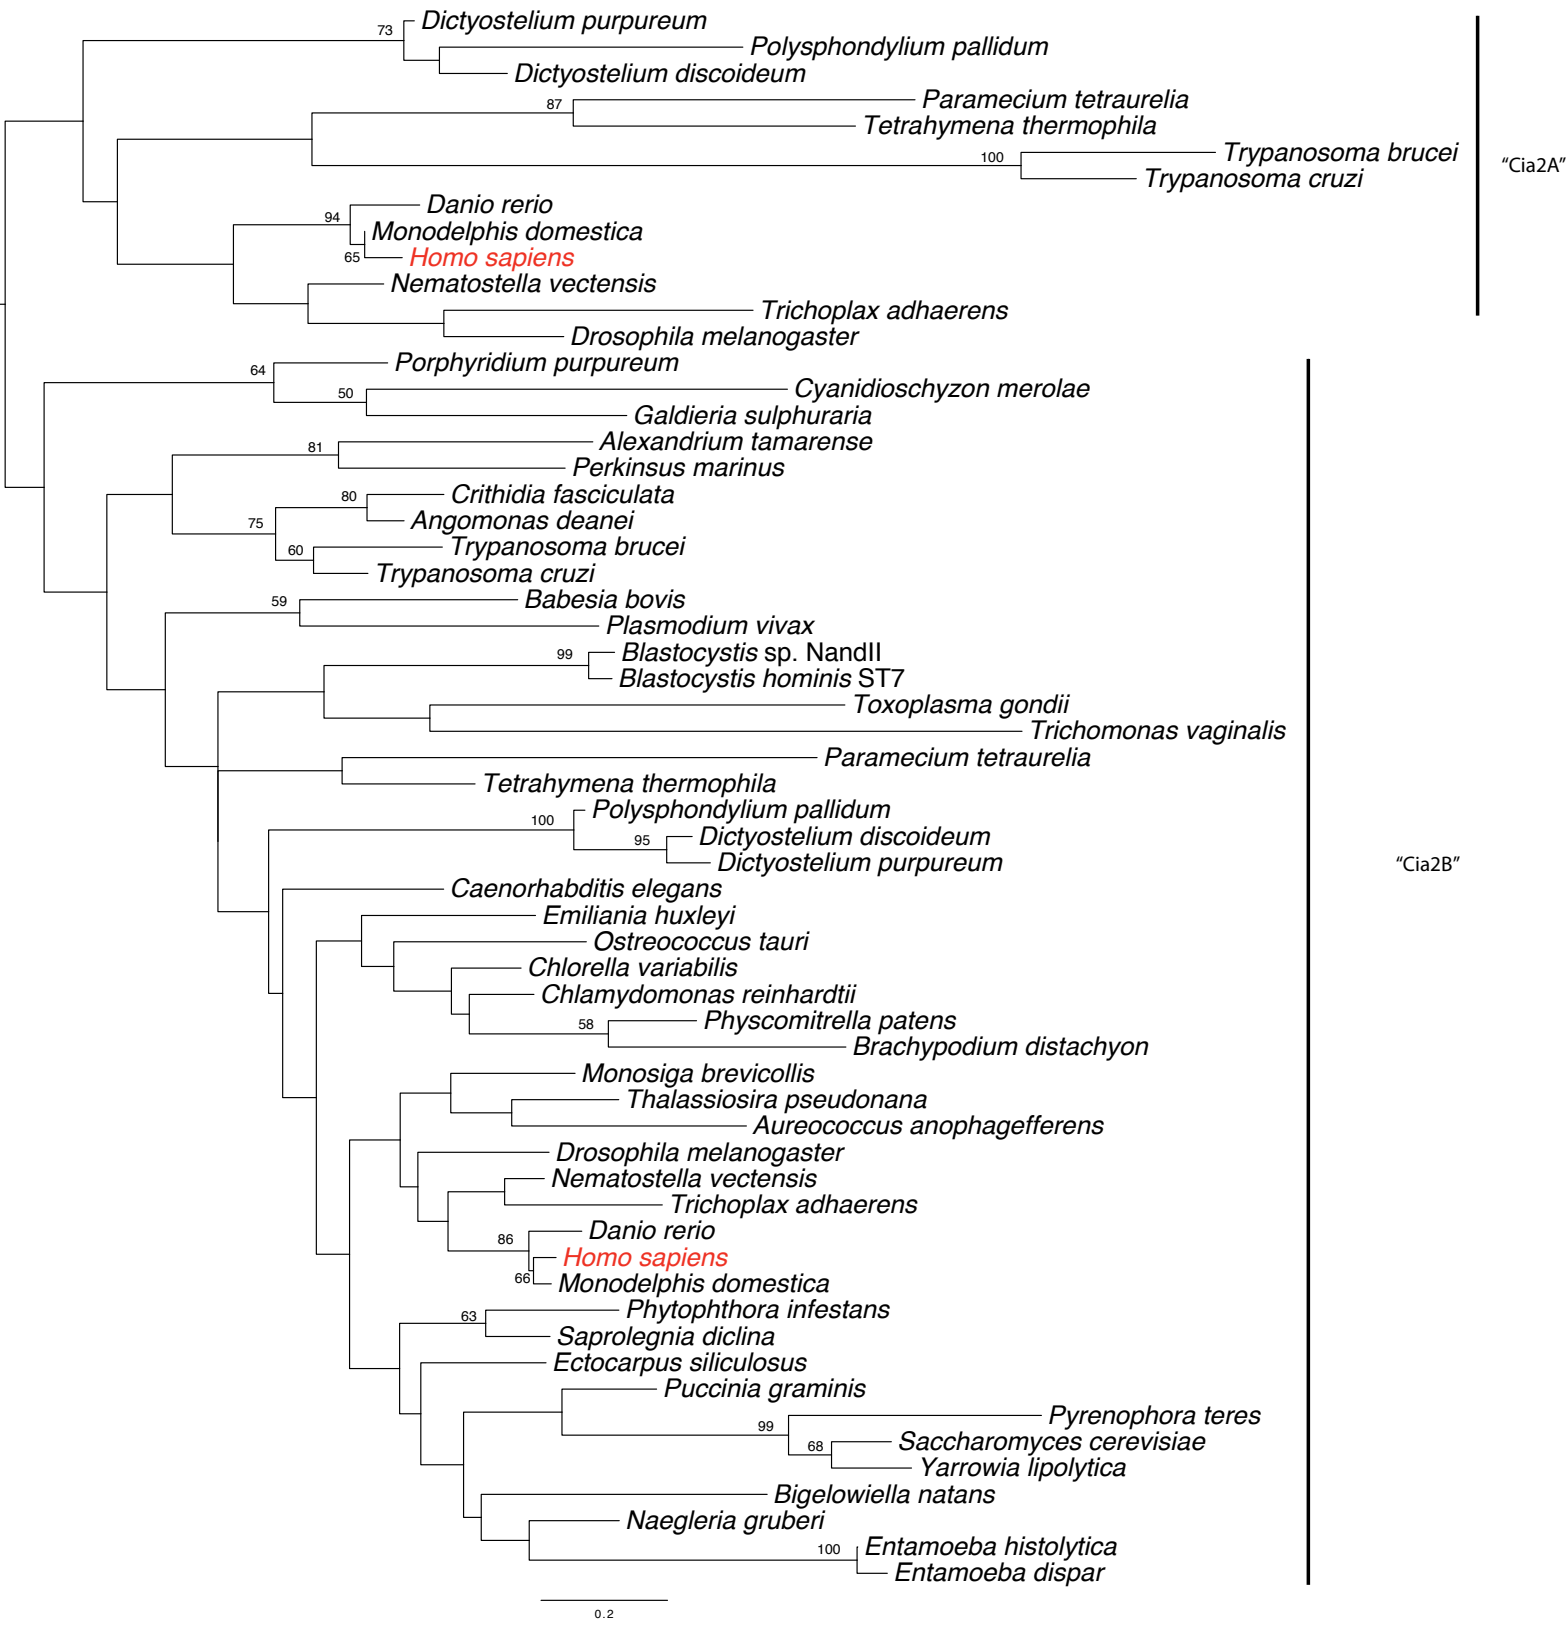 73
Dictyostelium purpureum
Polysphondylium pallidum
Dictyostelium discoideum
87
Paramecium tetraurelia
Tetrahymena thermophila
100
Trypanosoma brucei
Trypanosoma cruzi
“Cia2A”
94
Danio rerio
Monodelphis domestica
65
Homo sapiens
Nematostella vectensis
Trichoplax adhaerens
Drosophila melanogaster
64
Porphyridium purpureum
50
Cyanidioschyzon merolae
Galdieria sulphuraria
81
Alexandrium tamarense
Perkinsus marinus
80
Crithidia fasciculata
75
Angomonas deanei
60
Trypanosoma brucei
Trypanosoma cruzi
59
Babesia bovis
Plasmodium vivax
99
Blastocystis sp. NandII
Blastocystis hominis ST7
Toxoplasma gondii
Trichomonas vaginalis
Paramecium tetraurelia
Tetrahymena thermophila
100
Polysphondylium pallidum
95
Dictyostelium discoideum
Dictyostelium purpureum
“Cia2B”
Caenorhabditis elegans
Emiliania huxleyi
Ostreococcus tauri
Chlorella variabilis
Chlamydomonas reinhardtii
58
Physcomitrella patens
Brachypodium distachyon
Monosiga brevicollis
Thalassiosira pseudonana
Aureococcus anophagefferens
Drosophila melanogaster
Nematostella vectensis
Trichoplax adhaerens
86
Danio rerio
Homo sapiens
66
Monodelphis domestica
63
Phytophthora infestans
Saprolegnia diclina
Ectocarpus siliculosus
Puccinia graminis
99
Pyrenophora teres
68
Saccharomyces cerevisiae
Yarrowia lipolytica
Bigelowiella natans
Naegleria gruberi
100
Entamoeba histolytica
Entamoeba dispar
0.2